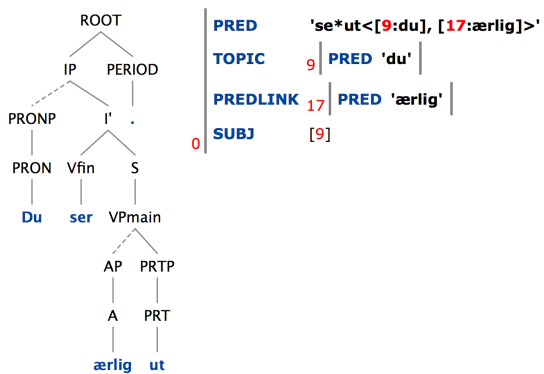 ROOT
IP PERIOD
PRONP I' .
PRON Vfin S
Du ser VPmain
AP PRTP
A PRT
ærlig ut
PRED 'se*ut<[9:du], [17:ærlig]>'
TOPIC 9 PRED 'du'
PREDLINK 17 PRED 'ærlig'
0 SUBJ [9]